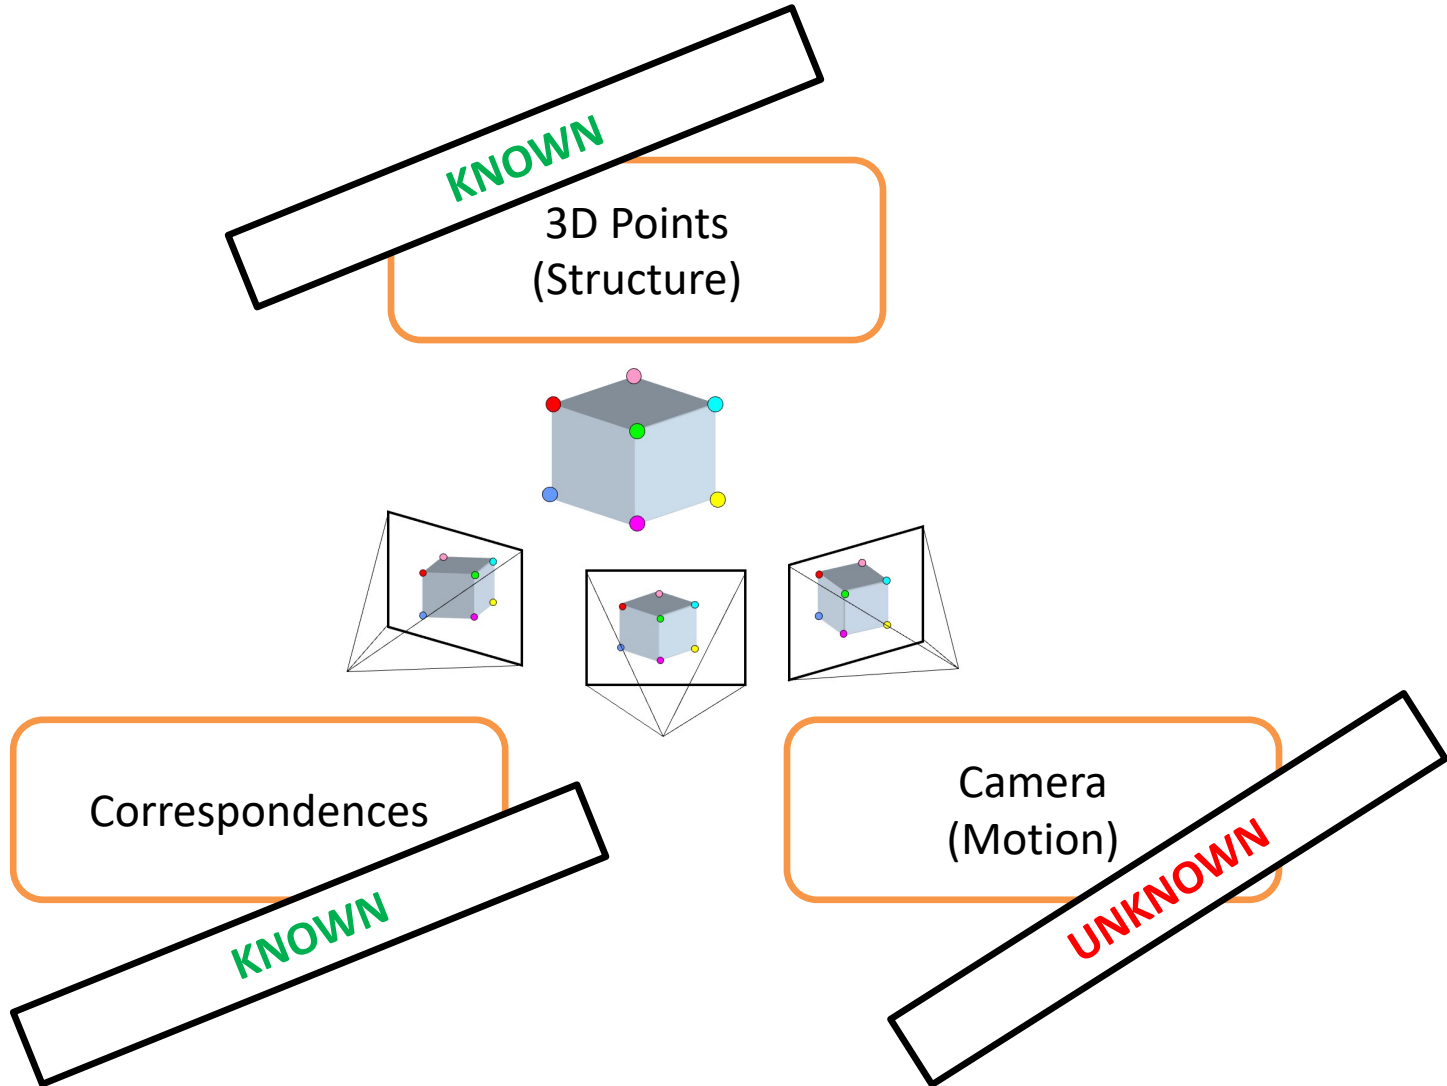 KNOWN
3D Points
(Structure)
Correspondences
KNOWN
Camera
(Motion)
UNKNOWN